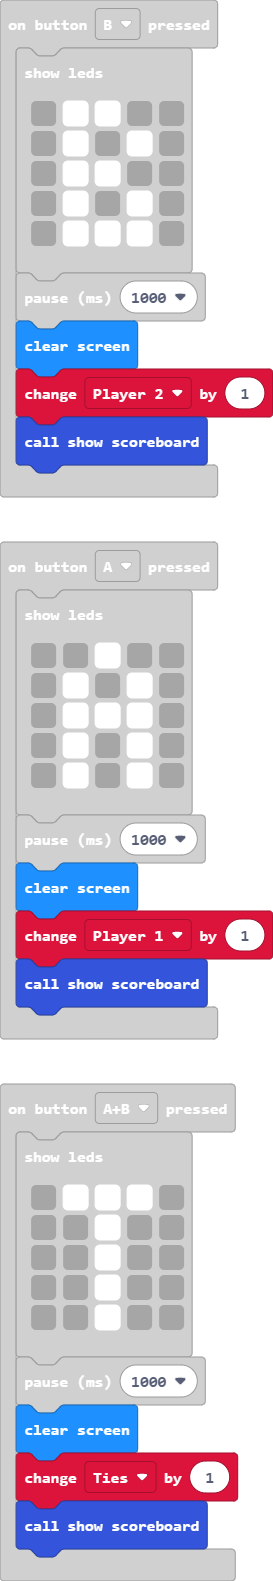 on button B pressed
show leds
pause (ms) 1000
clear screen
change Player 2 by 1
call show scoreboard
on button A pressed
show leds
pause (ms) 1000
clear screen
change Player 1 by 1
call show scoreboard
on button A+B pressed
show leds
pause (ms) 1000
clear screen
change Ties by 1
call show scoreboard